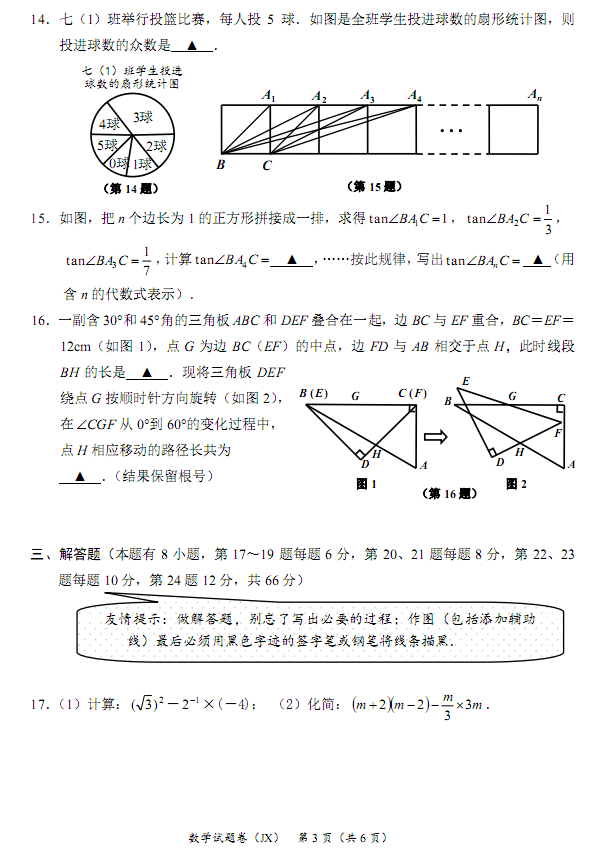 14．七（1）班举行投篮比赛，每人投 5 球．如图是全班学生投进球数的扇形统计图，则
投进球数的众数是 ▲ ．
七（1）班学生投进
球数的扇形统计图
4球 3球
5球 2球
0球 1球
（第 14 题）
A₁ A₂ A₃ A₄ Aₙ
…
B C
（第 15 题）
15．如图，把 n 个边长为 1 的正方形拼接成一排，求得 tan∠BA₁C=1，tan∠BA₂C=1/3，
tan∠BA₃C=1/7，计算 tan∠BA₄C= ▲ ，……按此规律，写出 tan∠BAₙC= ▲ （用
含 n 的代数式表示）．
16．一副含 30°和 45°角的三角板 ABC 和 DEF 叠合在一起，边 BC 与 EF 重合，BC＝EF＝
12cm（如图 1），点 G 为边 BC（EF）的中点，边 FD 与 AB 相交于点 H，此时线段
BH 的长是 ▲ ．现将三角板 DEF
绕点 G 按顺时针方向旋转（如图 2），
在∠CGF 从 0°到 60°的变化过程中，
点 H 相应移动的路径长共为
▲ ．（结果保留根号）
B (E) G C (F)
D H A
图 1
E
B G C
F
D H A
图 2
（第 16 题）
三、解答题（本题有 8 小题，第 17～19 题每题 6 分，第 20、21 题每题 8 分，第 22、23
题每题 10 分，第 24 题 12 分，共 66 分）
友情提示：做解答题，别忘了写出必要的过程；作图（包括添加辅助
线）最后必须用黑色字迹的签字笔或钢笔将线条描黑．
17．（1）计算：(√3)²－2⁻¹×(－4)； （2）化简：(m+2)(m−2)−m/3×3m．
数学试题卷（JX） 第 3 页（共 6 页）